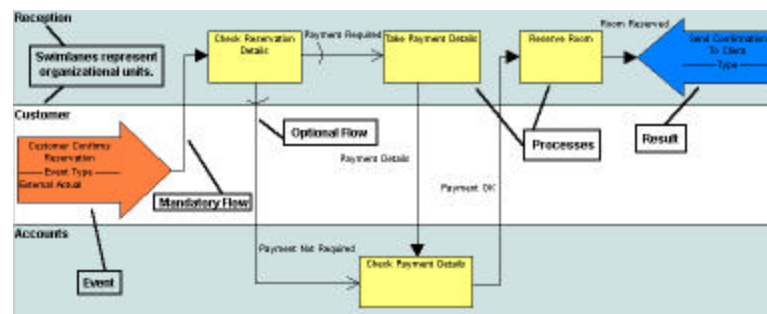 Reception
Swimlanes represent
organizational units.
Check Reservation
Details
Payment Required
Take Payment Details
Reserve Room
Room Reserved
Send Confirmation
To Client
Type
Customer
Customer Confirms
Reservation
Event Type
External Actual
Mandatory Flow
Optional Flow
Payment Details
Processes
Result
Payment OK
Accounts
Event
Payment Not Required
Check Payment Details